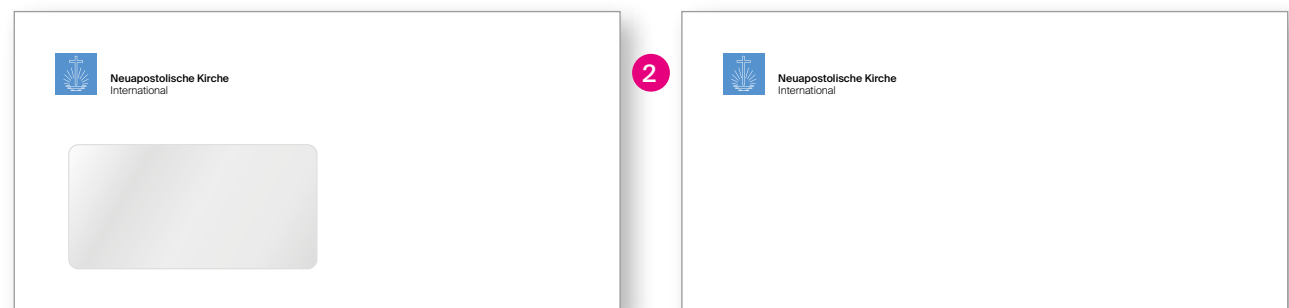 Neuapostolische Kirche
International
2
Neuapostolische Kirche
International